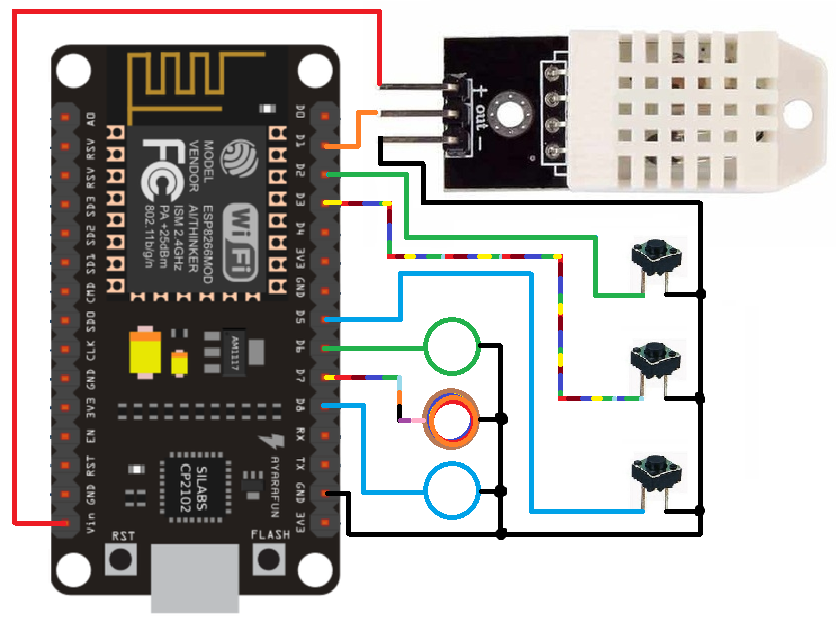 A0
RSV
RSV
SD3
SD2
SD1
CMD
SD0
CLK
GND
3V3
EN
RST
GND
Vin
MODEL ESP8266MOD
VENDOR AI/THINKER
ISM 2.4GHz
PA +25dBm
802.11b/g/n
FC
WiFi
AM1117
SILABS
CP2102
AYARAFUN
RST
FLASH
D0
D1
D2
D3
D4
3V3
GND
D5
D6
D7
D8
RX
TX
GND
3V3
+ out -